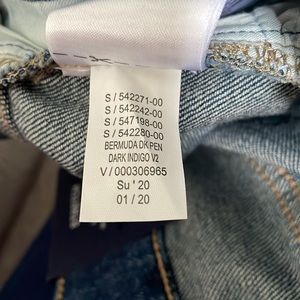 S / 542271-00
S / 542242-00
S / 547198-00
S / 542280-00
BERMUDA DK PEN
DARK INDIGO V2
V / 000306965
Su ' 20
01 / 20